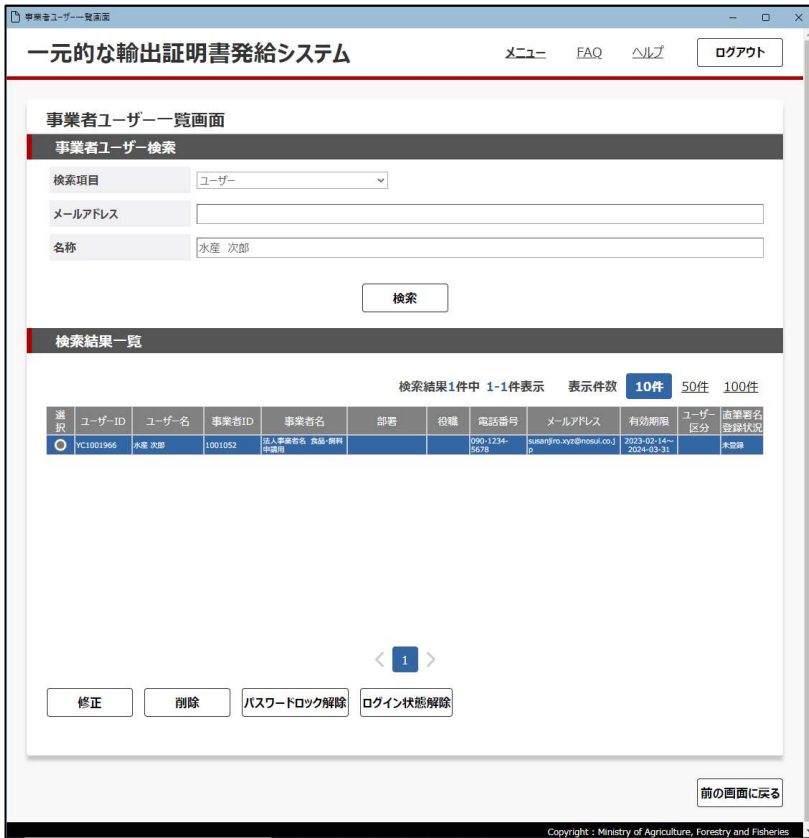 事業者ユーザー一覧画面
一元的な輸出証明書発給システム
メニュー FAQ ヘルプ ログアウト
事業者ユーザー一覧画面
事業者ユーザー検索
検索項目 ユーザー
メールアドレス
名称 水産 次郎
検索
検索結果一覧
検索結果1件中 1-1件表示 表示件数 10件 50件 100件
選択 ユーザーID ユーザー名 事業者ID 事業者名 部署 役職 電話番号 メールアドレス 有効期限 ユーザー区分 直筆署名登録状況
YC1001966 水産 次郎 1001052 法人事業者名 食品・飼料申請用 090-1234-5678 susanjiro.xyz@nosui.co.jp 2023-02-14~2024-03-31 未登録
1
修正 削除 パスワードロック解除 ログイン状態解除
前の画面に戻る
Copyright : Ministry of Agriculture, Forestry and Fisheries